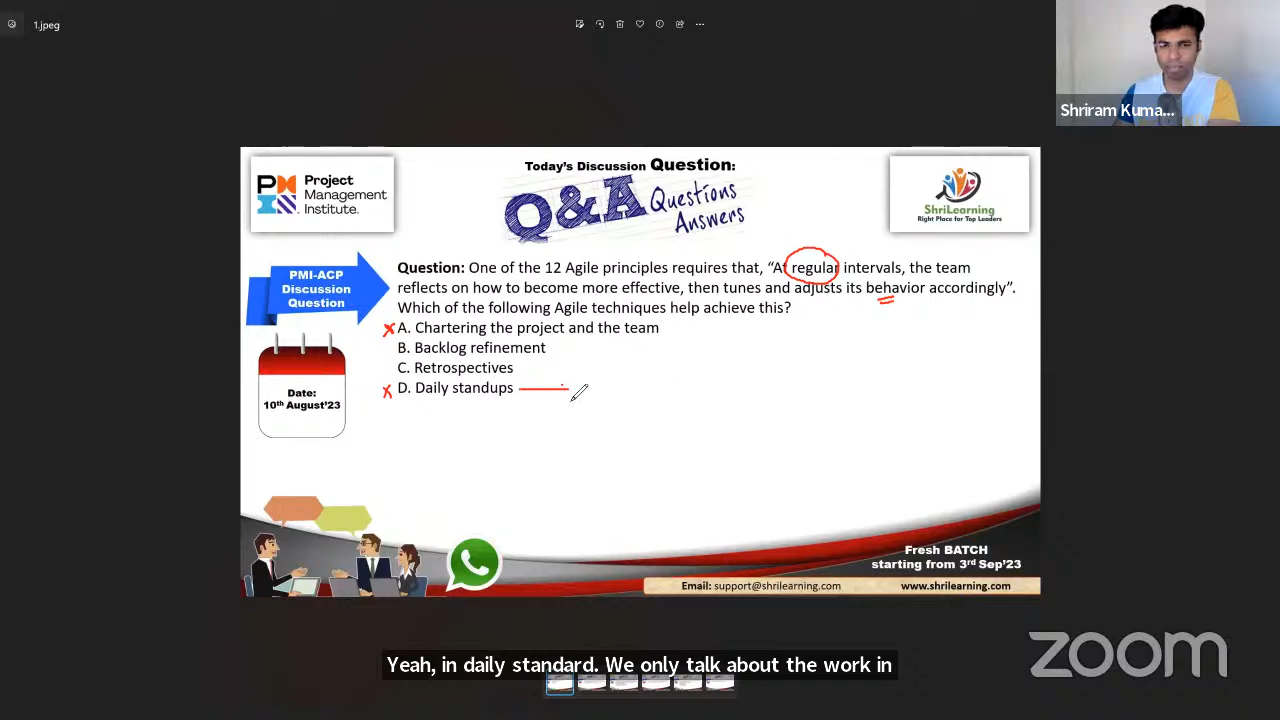 1.jpeg
Shriram Kuma...
Project
Management
Institute.
Today's Discussion Question:
Q&A Questions
Answers
ShriLearning
Right Place for Top Leaders
PMI-ACP
Discussion
Question
Question: One of the 12 Agile principles requires that, “At regular intervals, the team
reflects on how to become more effective, then tunes and adjusts its behavior accordingly”.
Which of the following Agile techniques help achieve this?
A. Chartering the project and the team
B. Backlog refinement
C. Retrospectives
D. Daily standups
Date:
10th August'23
Fresh BATCH
starting from 3rd Sep'23
Email: support@shrilearning.com
www.shrilearning.com
Yeah, in daily standard. We only talk about the work in
zoom